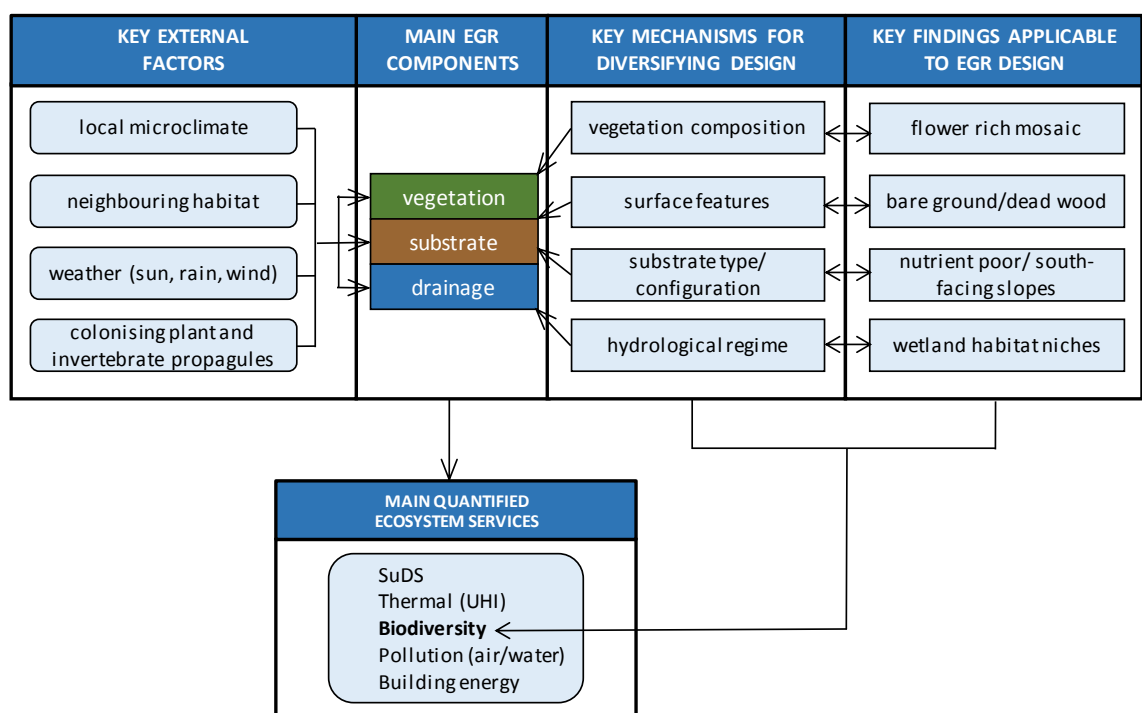 KEY EXTERNAL
FACTORS
MAIN EGR
COMPONENTS
KEY MECHANISMS FOR
DIVERSIFYING DESIGN
KEY FINDINGS APPLICABLE
TO EGR DESIGN
local microclimate
neighbouring habitat
weather (sun, rain, wind)
colonising plant and
invertebrate propagules
vegetation
substrate
drainage
vegetation composition
surface features
substrate type/
configuration
hydrological regime
flower rich mosaic
bare ground/dead wood
nutrient poor/ south-
facing slopes
wetland habitat niches
MAIN QUANTIFIED
ECOSYSTEM SERVICES
SuDS
Thermal (UHI)
Biodiversity
Pollution (air/water)
Building energy